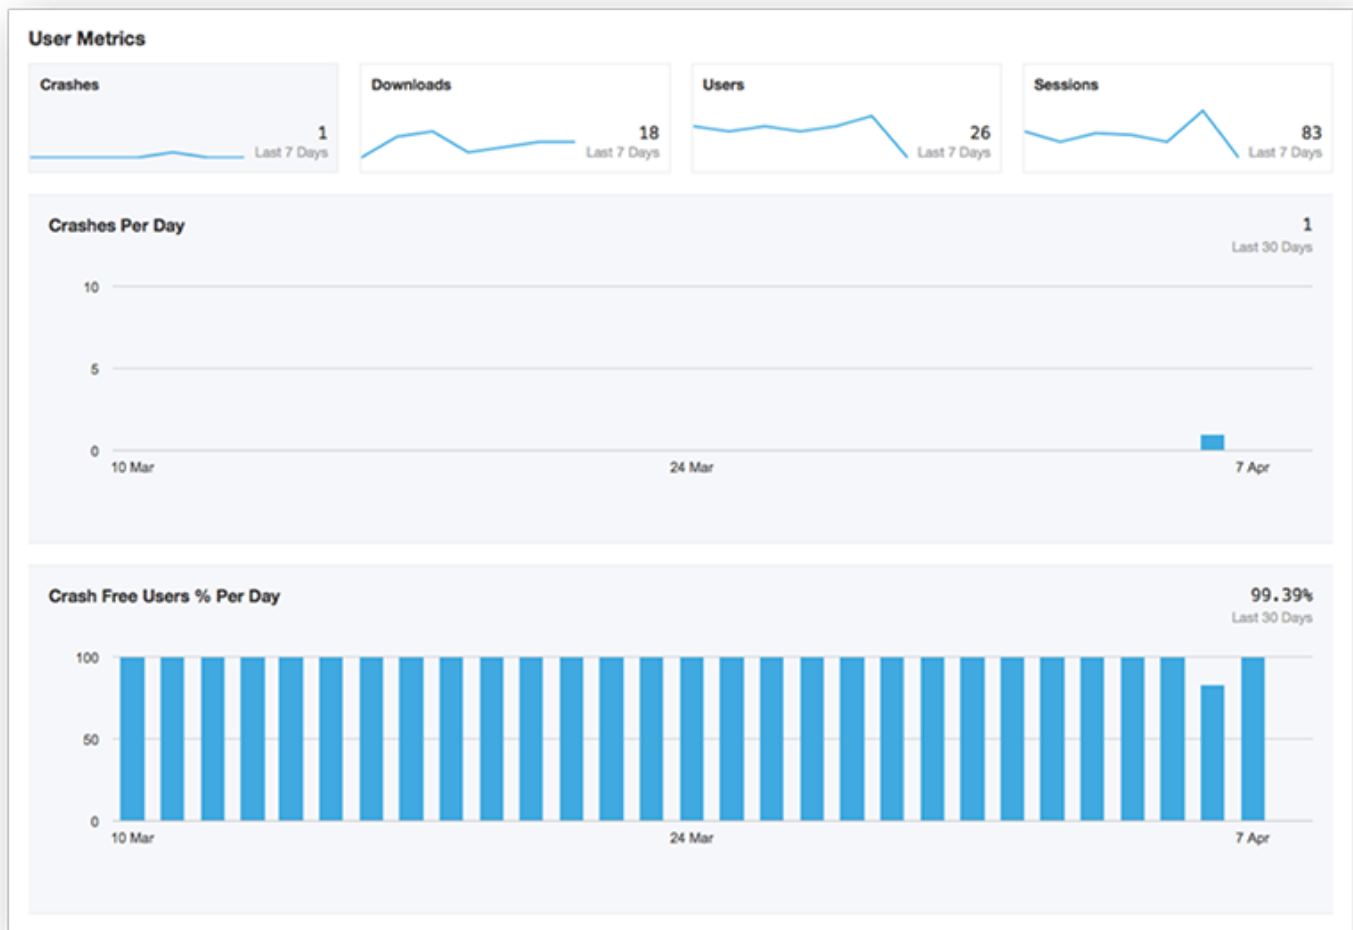 User Metrics
Crashes
1
Last 7 Days
Downloads
18
Last 7 Days
Users
26
Last 7 Days
Sessions
83
Last 7 Days
Crashes Per Day
1
Last 30 Days
10
5
0
10 Mar
24 Mar
7 Apr
Crash Free Users % Per Day
99.39%
Last 30 Days
100
50
0
10 Mar
24 Mar
7 Apr